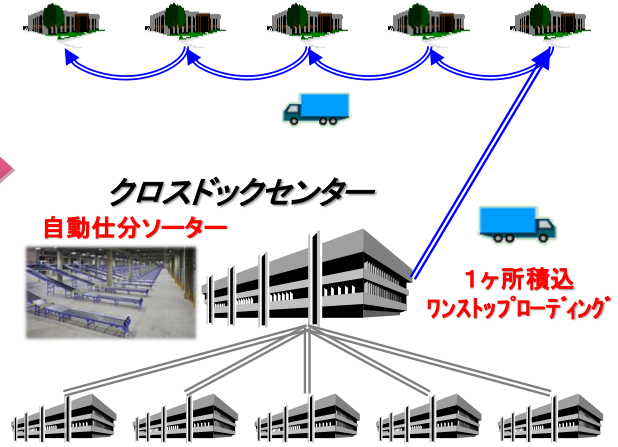 クロスドックセンター
自動仕分ソーター
１ヶ所積込
ワンストップローディング